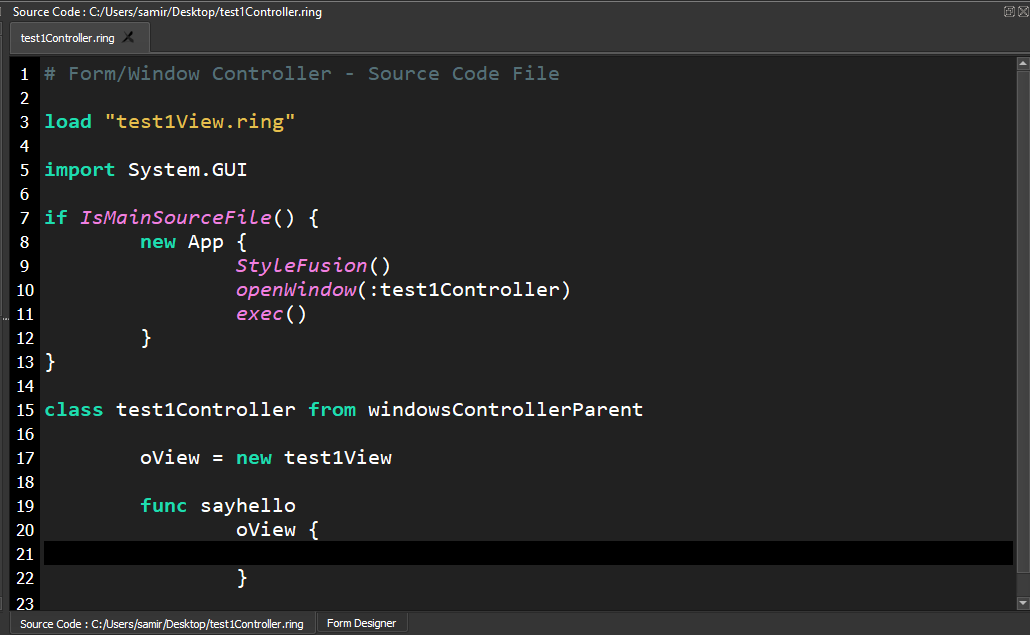 Source Code : C:/Users/samir/Desktop/test1Controller.ring
test1Controller.ring
1 # Form/Window Controller - Source Code File
2
3 load "test1View.ring"
4
5 import System.GUI
6
7 if IsMainSourceFile() {
8 new App {
9 StyleFusion()
10 openWindow(:test1Controller)
11 exec()
12 }
13 }
14
15 class test1Controller from windowsControllerParent
16
17 oView = new test1View
18
19 func sayhello
20 oView {
21
22 }
23
Source Code : C:/Users/samir/Desktop/test1Controller.ring Form Designer